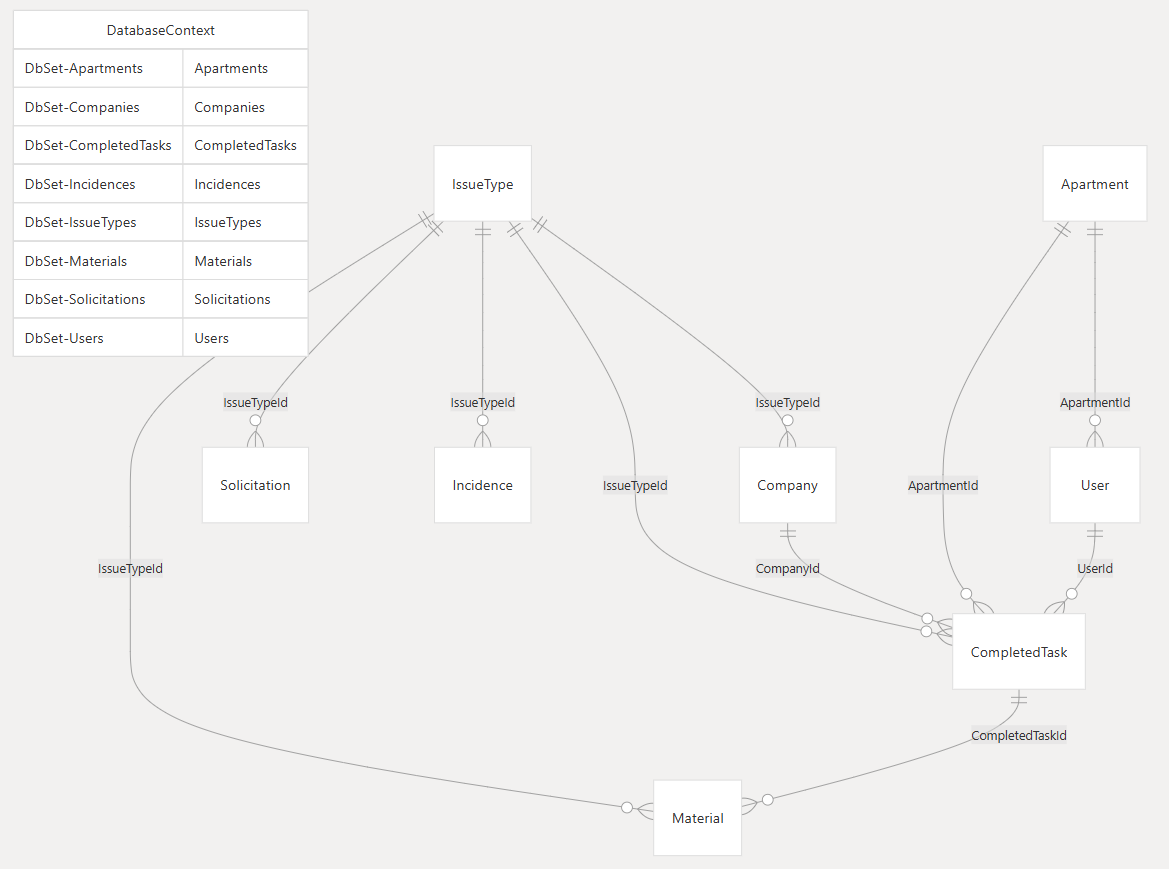 DatabaseContext
DbSet-Apartments Apartments
DbSet-Companies Companies
DbSet-CompletedTasks CompletedTasks
DbSet-Incidences Incidences
DbSet-IssueTypes IssueTypes
DbSet-Materials Materials
DbSet-Solicitations Solicitations
DbSet-Users Users
IssueType
Apartment
IssueTypeId
IssueTypeId
IssueTypeId
ApartmentId
Solicitation
Incidence
IssueTypeId
Company
ApartmentId
User
IssueTypeId
CompanyId
UserId
CompletedTask
CompletedTaskId
Material